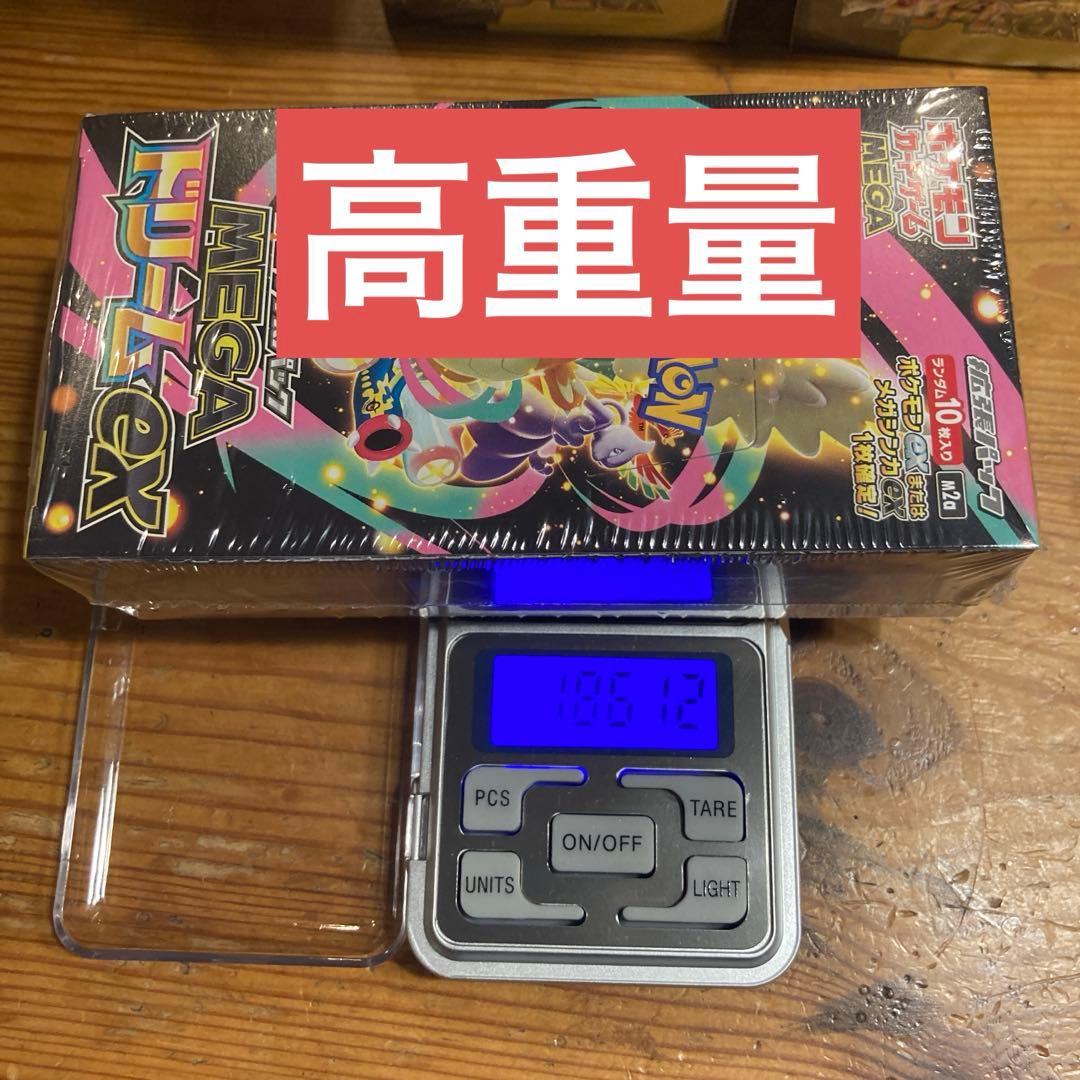 高重量
ポケモン
カードゲーム
MEGA
MEGA
ドリームex
拡張パック
ランダム10枚入り
M2a
ポケモンexまたは
メガシンカex
1枚確定!
TM
18612
PCS
TARE
ON/OFF
UNITS
LIGHT